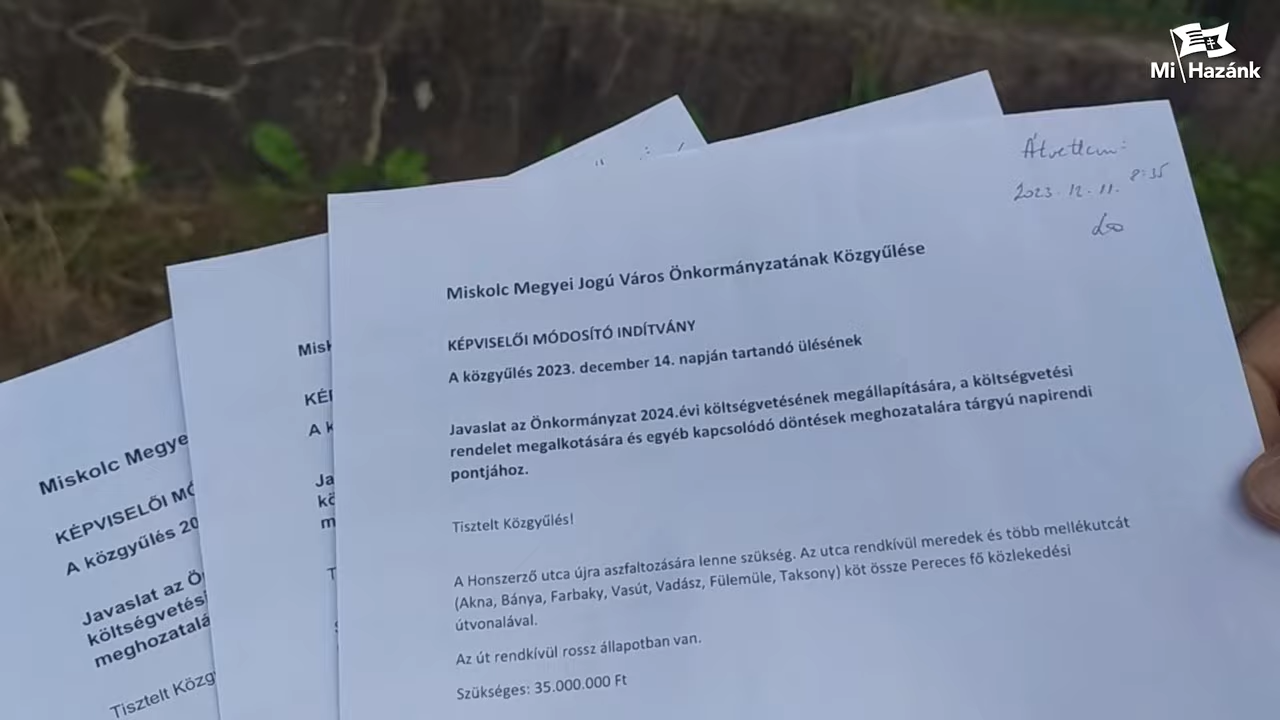 Mi Hazánk
Átvettem:
2023. 12. 11. 8:35
Miskolc Megyei Jogú Város Önkormányzatának Közgyűlése
KÉPVISELŐI MÓDOSÍTÓ INDÍTVÁNY
A közgyűlés 2023. december 14. napján tartandó ülésének
Javaslat az Önkormányzat 2024.évi költségvetésének megállapítására, a költségvetési
rendelet megalkotására és egyéb kapcsolódó döntések meghozatalára tárgyú napirendi
pontjához.
Tisztelt Közgyűlés!
A Honszerző utca újra aszfaltozására lenne szükség. Az utca rendkívül meredek és több mellékutcát
(Akna, Bánya, Farbaky, Vasút, Vadász, Fülemüle, Taksony) köt össze Pereces fő közlekedési
útvonalával.
Az út rendkívül rossz állapotban van.
Szükséges: 35.000.000 Ft
Misk
KÉ
A k
Ja
kö
m
T
Miskolc Megye
KÉPVISELŐI MÓ
A közgyűlés 20
Javaslat az Ö
költségvetés
meghozatalá
Tisztelt Közg